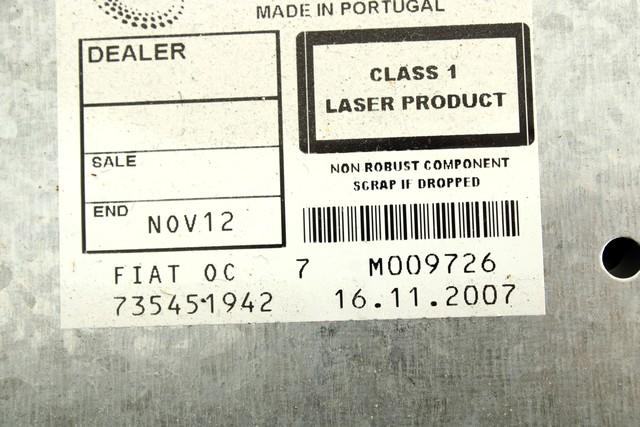 MADE IN PORTUGAL
DEALER
CLASS 1
LASER PRODUCT
SALE
NON ROBUST COMPONENT
SCRAP IF DROPPED
END NOV12
FIAT OC 7 M009726
735451942 16.11.2007